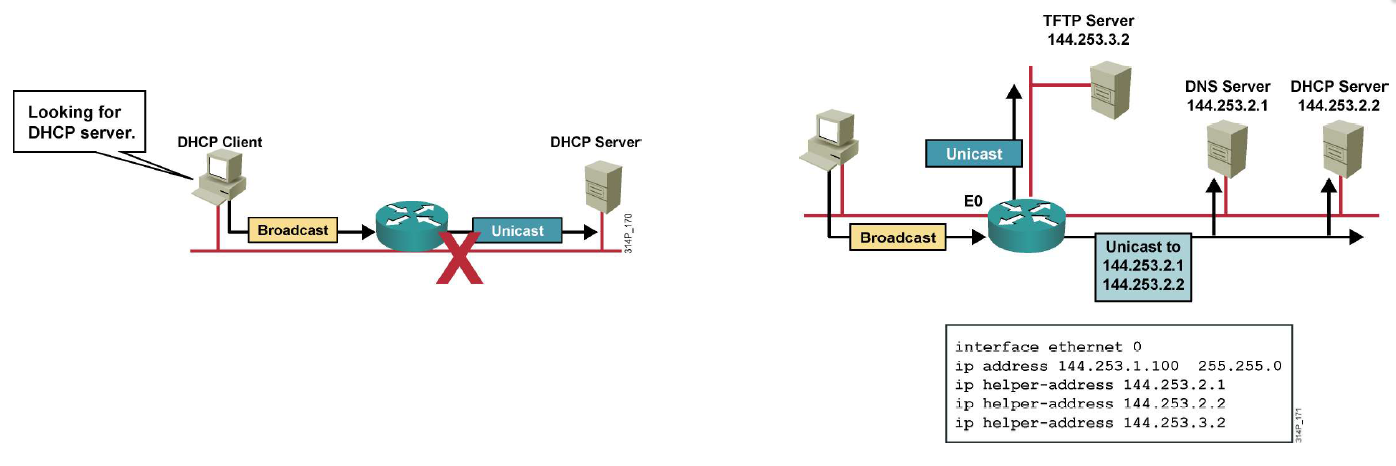 Looking for
DHCP server.
DHCP Client
DHCP Server
Broadcast
Unicast
314P_170
TFTP Server
144.253.3.2
DNS Server
144.253.2.1
DHCP Server
144.253.2.2
Unicast
E0
Broadcast
Unicast to
144.253.2.1
144.253.2.2
interface ethernet 0
ip address 144.253.1.100 255.255.0
ip helper-address 144.253.2.1
ip helper-address 144.253.2.2
ip helper-address 144.253.3.2
314P_171